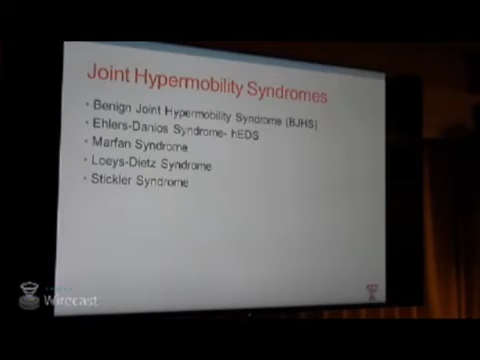 Joint Hypermobility Syndromes
• Benign Joint Hypermobility Syndrome (BJHS)
• Ehlers-Danlos Syndrome- hEDS
• Marfan Syndrome
• Loeys-Dietz Syndrome
• Stickler Syndrome
Wirecast